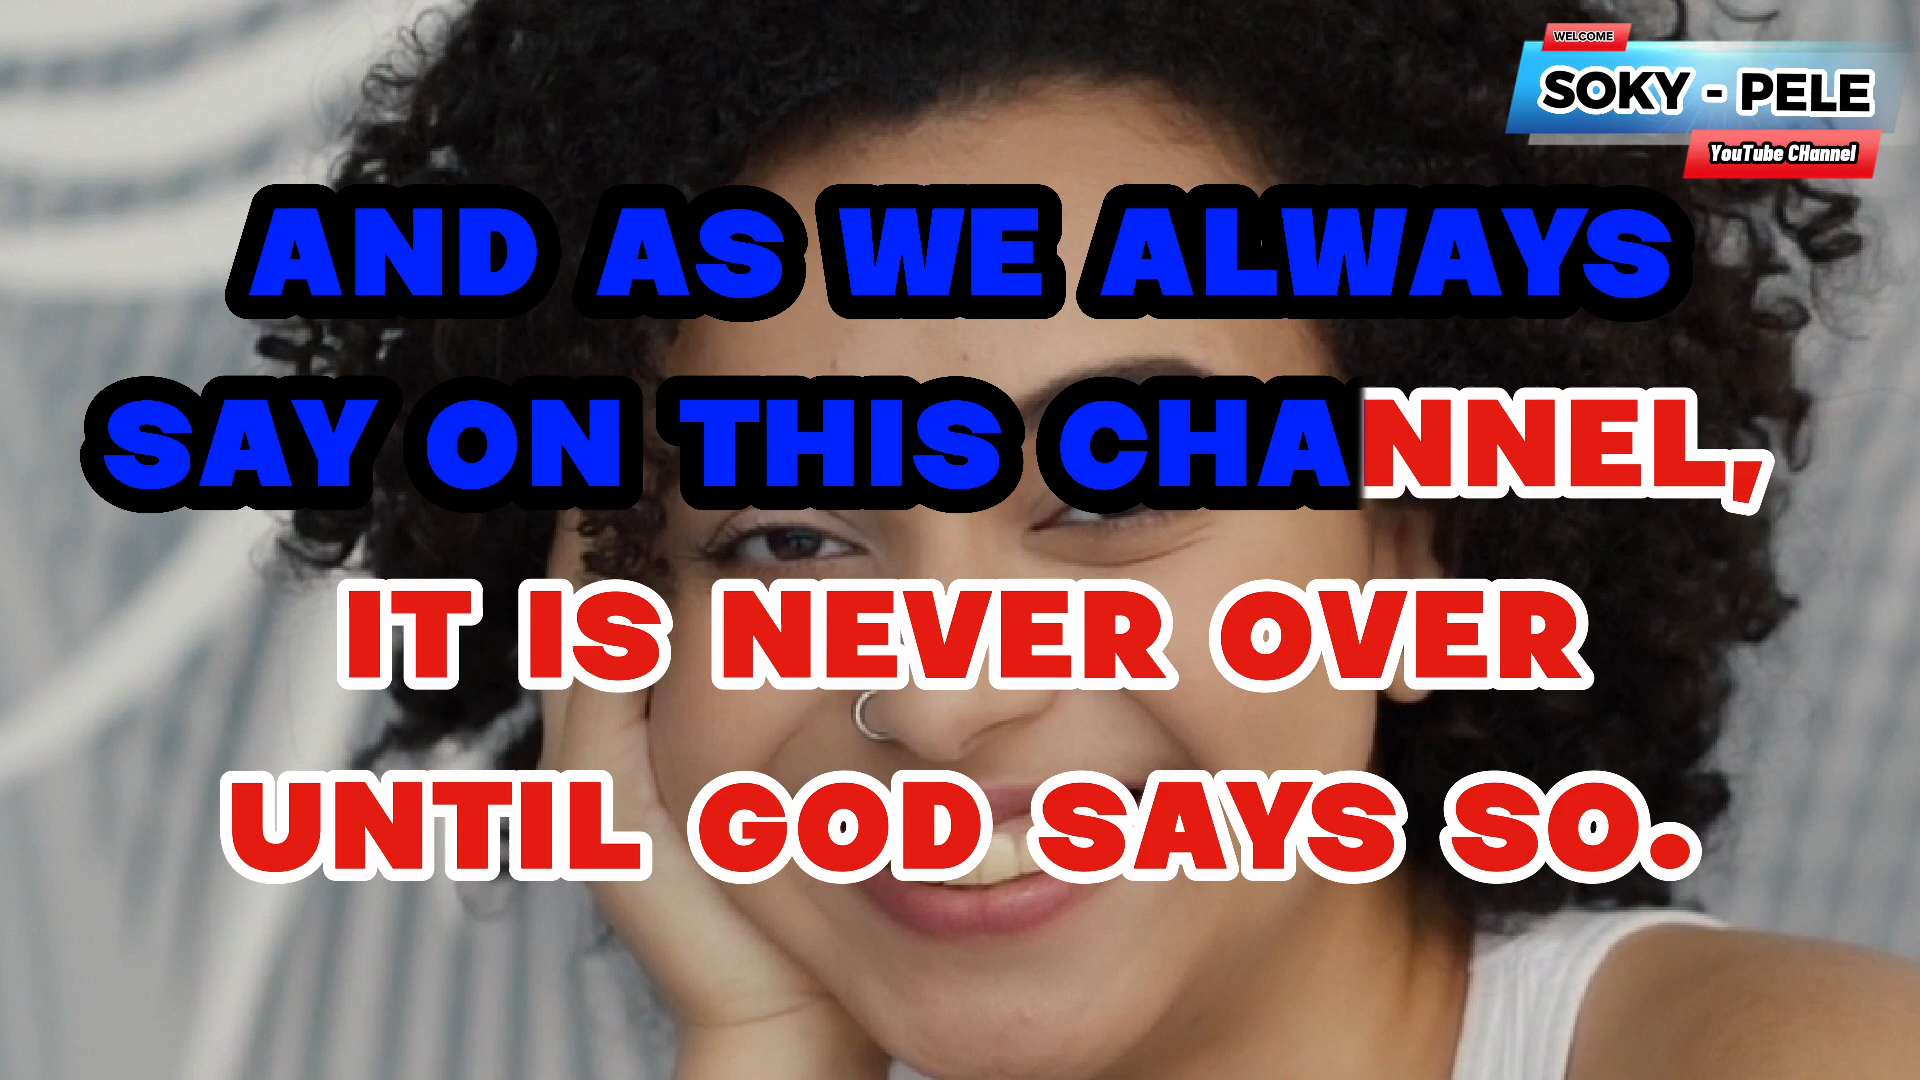 WELCOME
SOKY - PELE
YouTube CHannel
AND AS WE ALWAYS
SAY ON THIS CHANNEL,
IT IS NEVER OVER
UNTIL GOD SAYS SO.